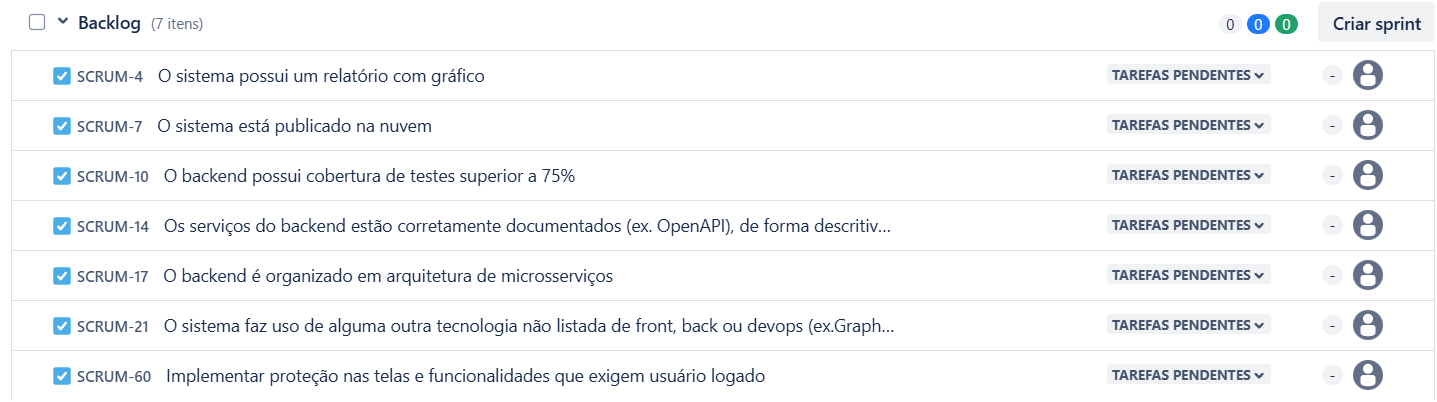 Backlog (7 itens) 0 0 0 Criar sprint
SCRUM-4 O sistema possui um relatório com gráfico TAREFAS PENDENTES -
SCRUM-7 O sistema está publicado na nuvem TAREFAS PENDENTES -
SCRUM-10 O backend possui cobertura de testes superior a 75% TAREFAS PENDENTES -
SCRUM-14 Os serviços do backend estão corretamente documentados (ex. OpenAPI), de forma descritiv... TAREFAS PENDENTES -
SCRUM-17 O backend é organizado em arquitetura de microsserviços TAREFAS PENDENTES -
SCRUM-21 O sistema faz uso de alguma outra tecnologia não listada de front, back ou devops (ex.Graph... TAREFAS PENDENTES -
SCRUM-60 Implementar proteção nas telas e funcionalidades que exigem usuário logado TAREFAS PENDENTES -